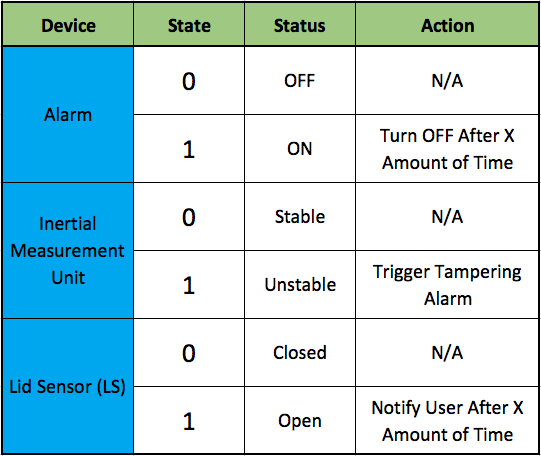 Device State Status Action
Alarm
0 OFF N/A
1 ON Turn OFF After X
Amount of Time
Inertial
Measurement
Unit
0 Stable N/A
1 Unstable Trigger Tampering
Alarm
Lid Sensor (LS)
0 Closed N/A
1 Open Notify User After X
Amount of Time